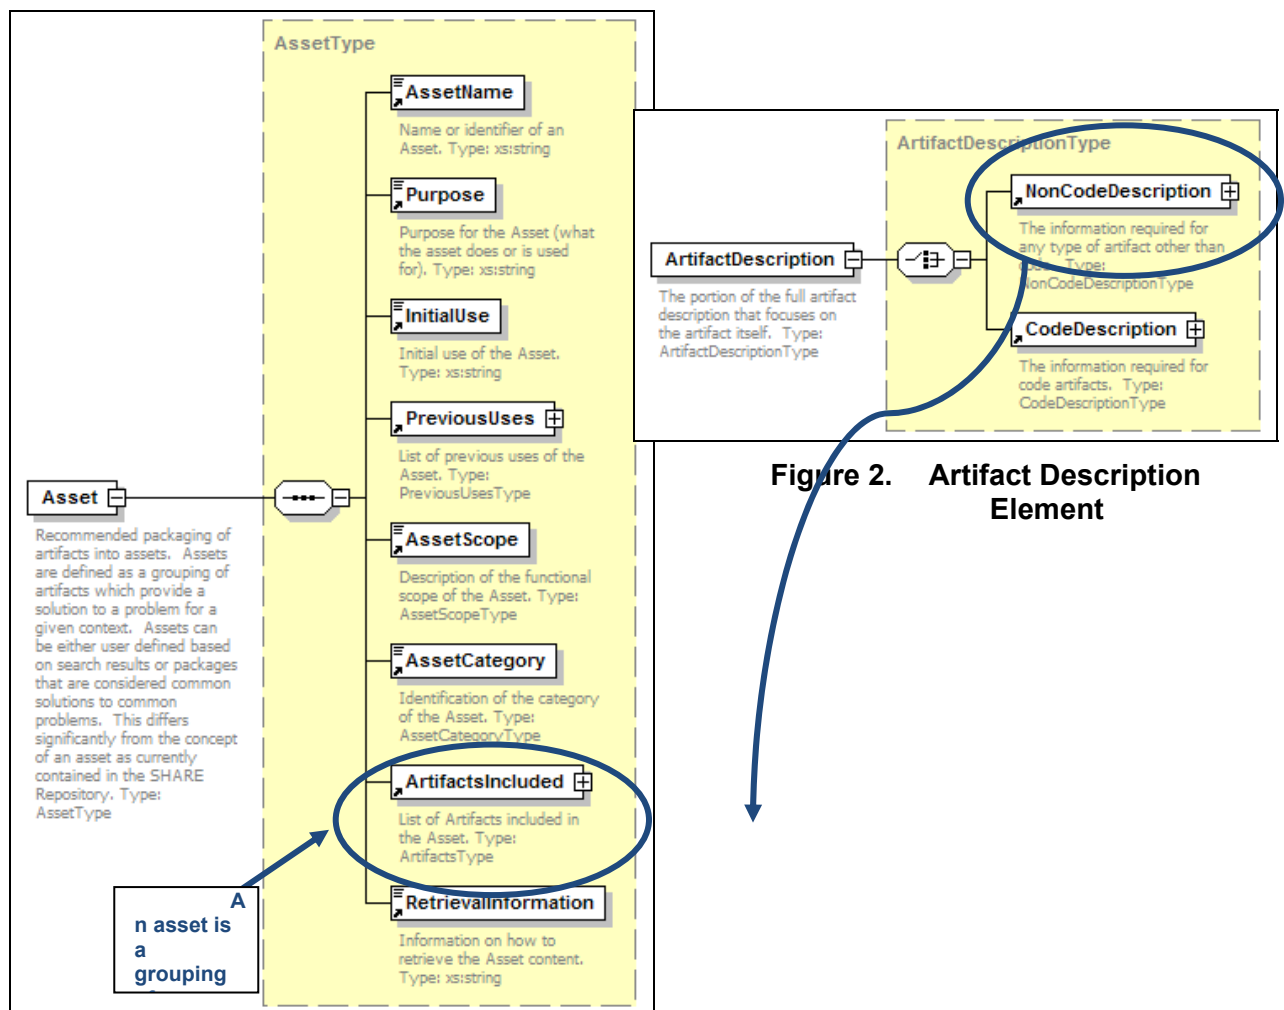 AssetType
AssetName
Name or identifier of an
Asset. Type: xs:string
Purpose
Purpose for the Asset (what
the asset does or is used
for). Type: xs:string
InitialUse
Initial use of the Asset.
Type: xs:string
PreviousUses
List of previous uses of the
Asset. Type:
PreviousUsesType
Asset
Recommended packaging of
artifacts into assets. Assets
are defined as a grouping of
artifacts which provide a
solution to a problem for a
given context. Assets can
be either user defined based
on search results or packages
that are considered common
solutions to common
problems. This differs
significantly from the concept
of an asset as currently
contained in the SHARE
Repository. Type:
AssetType
AssetScope
Description of the functional
scope of the Asset. Type:
AssetScopeType
AssetCategory
Identification of the category
of the Asset. Type:
AssetCategoryType
ArtifactsIncluded
List of Artifacts included in
the Asset. Type:
ArtifactsType
RetrievalInformation
Information on how to
retrieve the Asset content.
Type: xs:string
A
n asset is
a
grouping
ArtifactDescriptionType
NonCodeDescription
The information required for
any type of artifact other than
code. Type:
NonCodeDescriptionType
ArtifactDescription
The portion of the full artifact
description that focuses on
the artifact itself. Type:
ArtifactDescriptionType
CodeDescription
The information required for
code artifacts. Type:
CodeDescriptionType
Figure 2. Artifact Description
Element